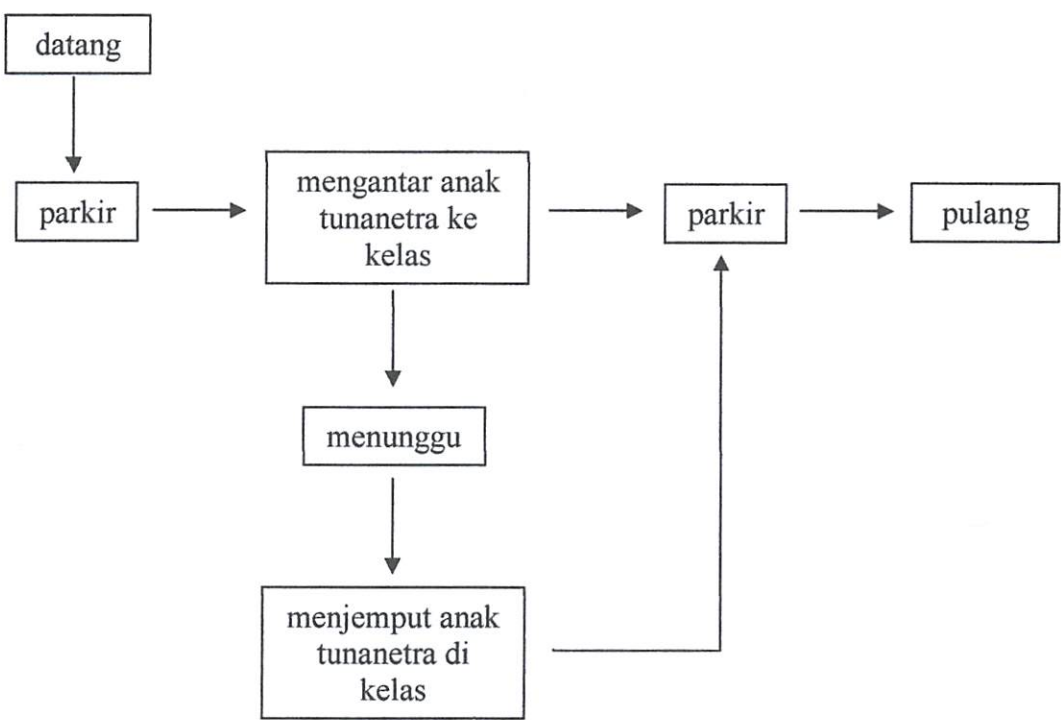 datang
parkir
mengantar anak
tunanetra ke
kelas
parkir
pulang
menunggu
menjemput anak
tunanetra di
kelas